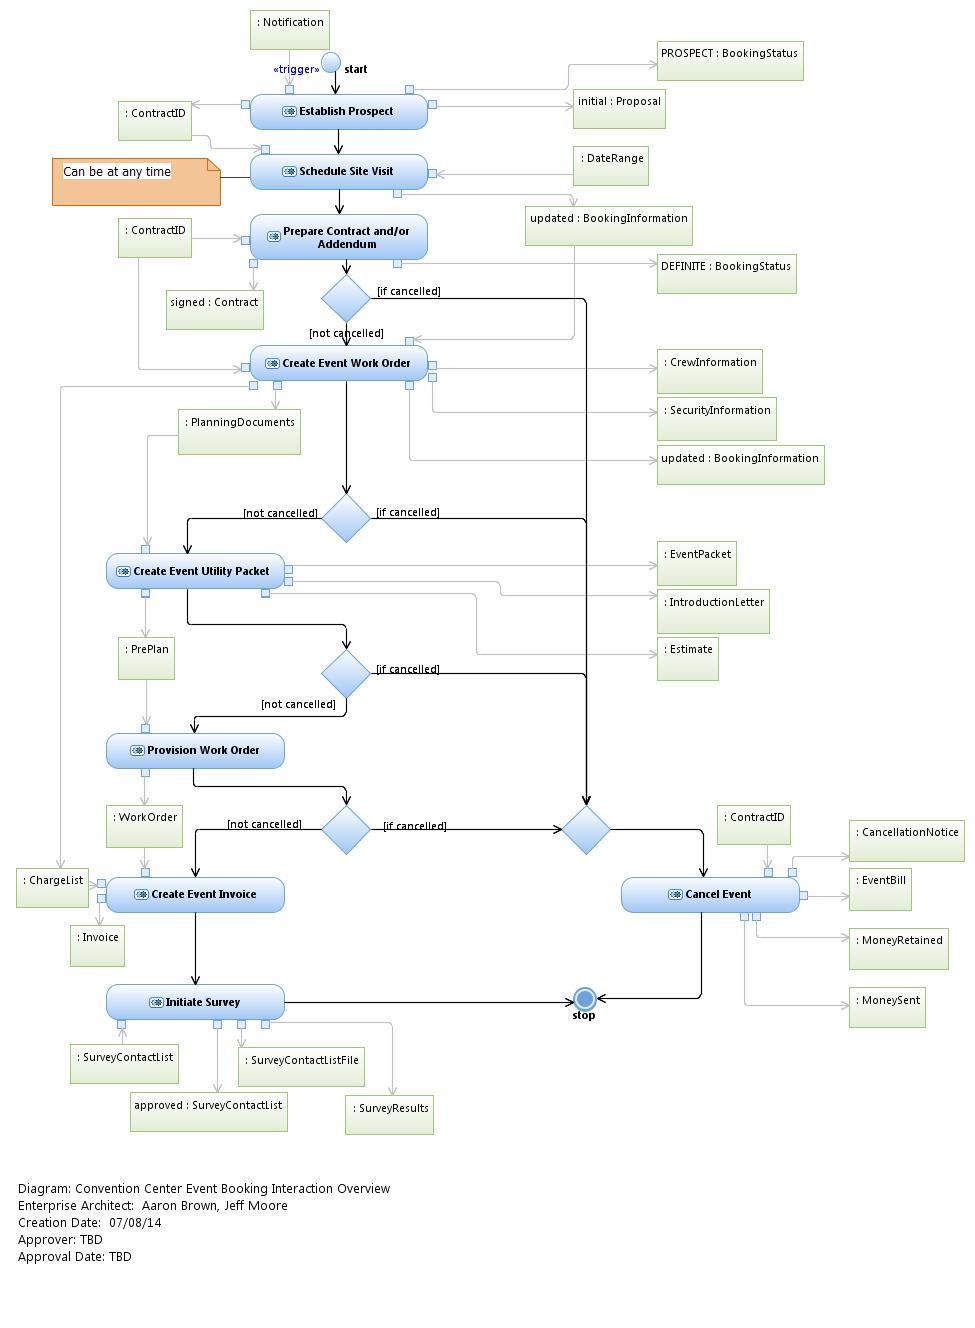 : Notification
«trigger»
start
PROSPECT : BookingStatus
Establish Prospect
initial : Proposal
: ContractID
Can be at any time
Schedule Site Visit
: DateRange
updated : BookingInformation
: ContractID
Prepare Contract and/or
Addendum
DEFINITE : BookingStatus
signed : Contract
[if cancelled]
[not cancelled]
Create Event Work Order
: CrewInformation
: SecurityInformation
: PlanningDocuments
updated : BookingInformation
[not cancelled]
[if cancelled]
Create Event Utility Packet
: EventPacket
: IntroductionLetter
: PrePlan
: Estimate
[if cancelled]
[not cancelled]
Provision Work Order
: WorkOrder
[not cancelled]
[if cancelled]
: ContractID
: CancellationNotice
: ChargeList
Create Event Invoice
Cancel Event
: EventBill
: Invoice
: MoneyRetained
Initiate Survey
stop
: MoneySent
: SurveyContactList
: SurveyContactListFile
approved : SurveyContactList
: SurveyResults
Diagram: Convention Center Event Booking Interaction Overview
Enterprise Architect:  Aaron Brown, Jeff Moore
Creation Date:  07/08/14
Approver: TBD
Approval Date: TBD